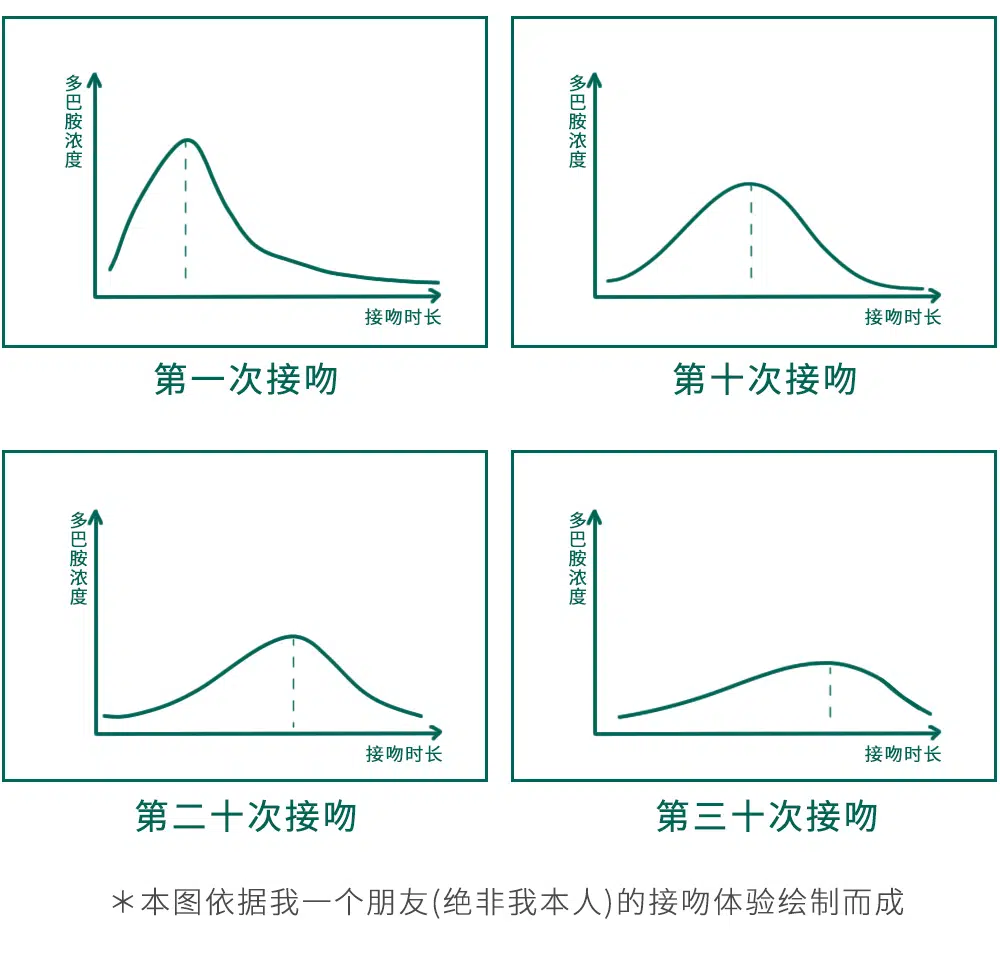 多巴胺浓度
接吻时长
第一次接吻
多巴胺浓度
接吻时长
第十次接吻
多巴胺浓度
接吻时长
第二十次接吻
多巴胺浓度
接吻时长
第三十次接吻
＊本图依据我一个朋友(绝非我本人)的接吻体验绘制而成